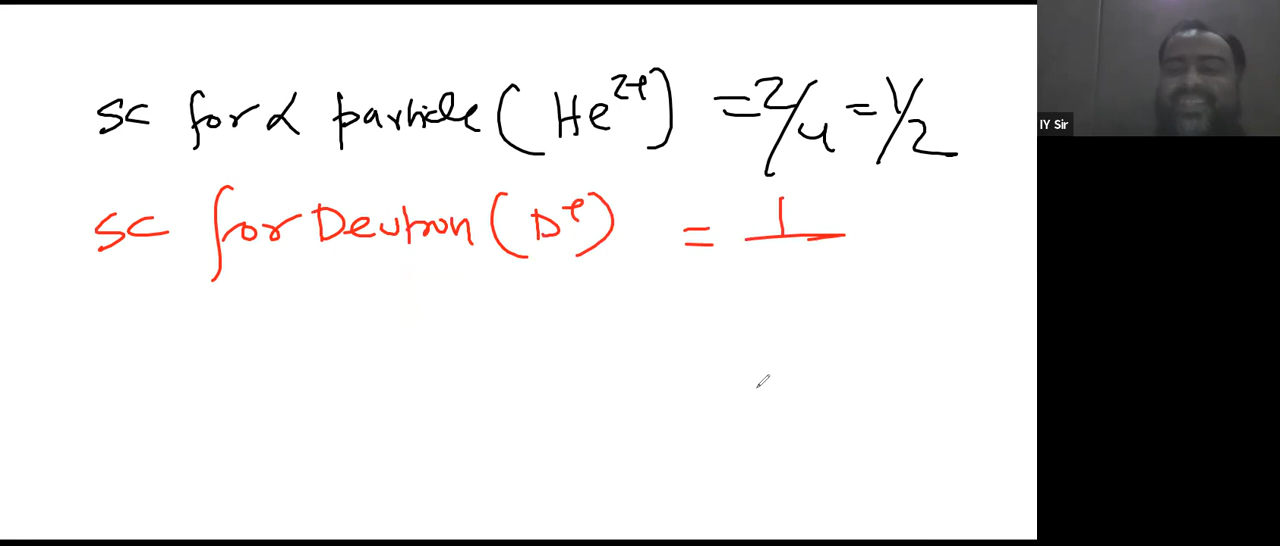 SC for α particle (He²⁺) = 2/4 = 1/2
SC for Deutron (D⁺) = 1/
IY Sir